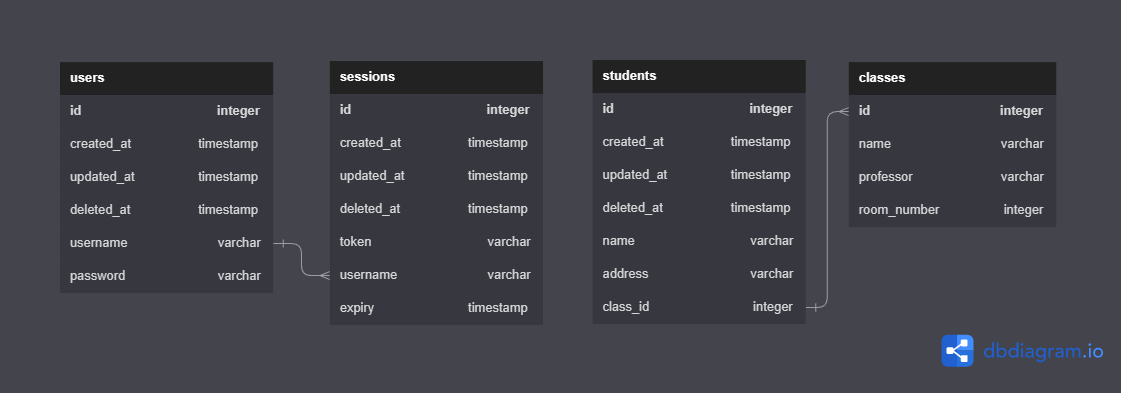 users
id integer
created_at timestamp
updated_at timestamp
deleted_at timestamp
username varchar
password varchar
sessions
id integer
created_at timestamp
updated_at timestamp
deleted_at timestamp
token varchar
username varchar
expiry timestamp
students
id integer
created_at timestamp
updated_at timestamp
deleted_at timestamp
name varchar
address varchar
class_id integer
classes
id integer
name varchar
professor varchar
room_number integer
dbdiagram.io